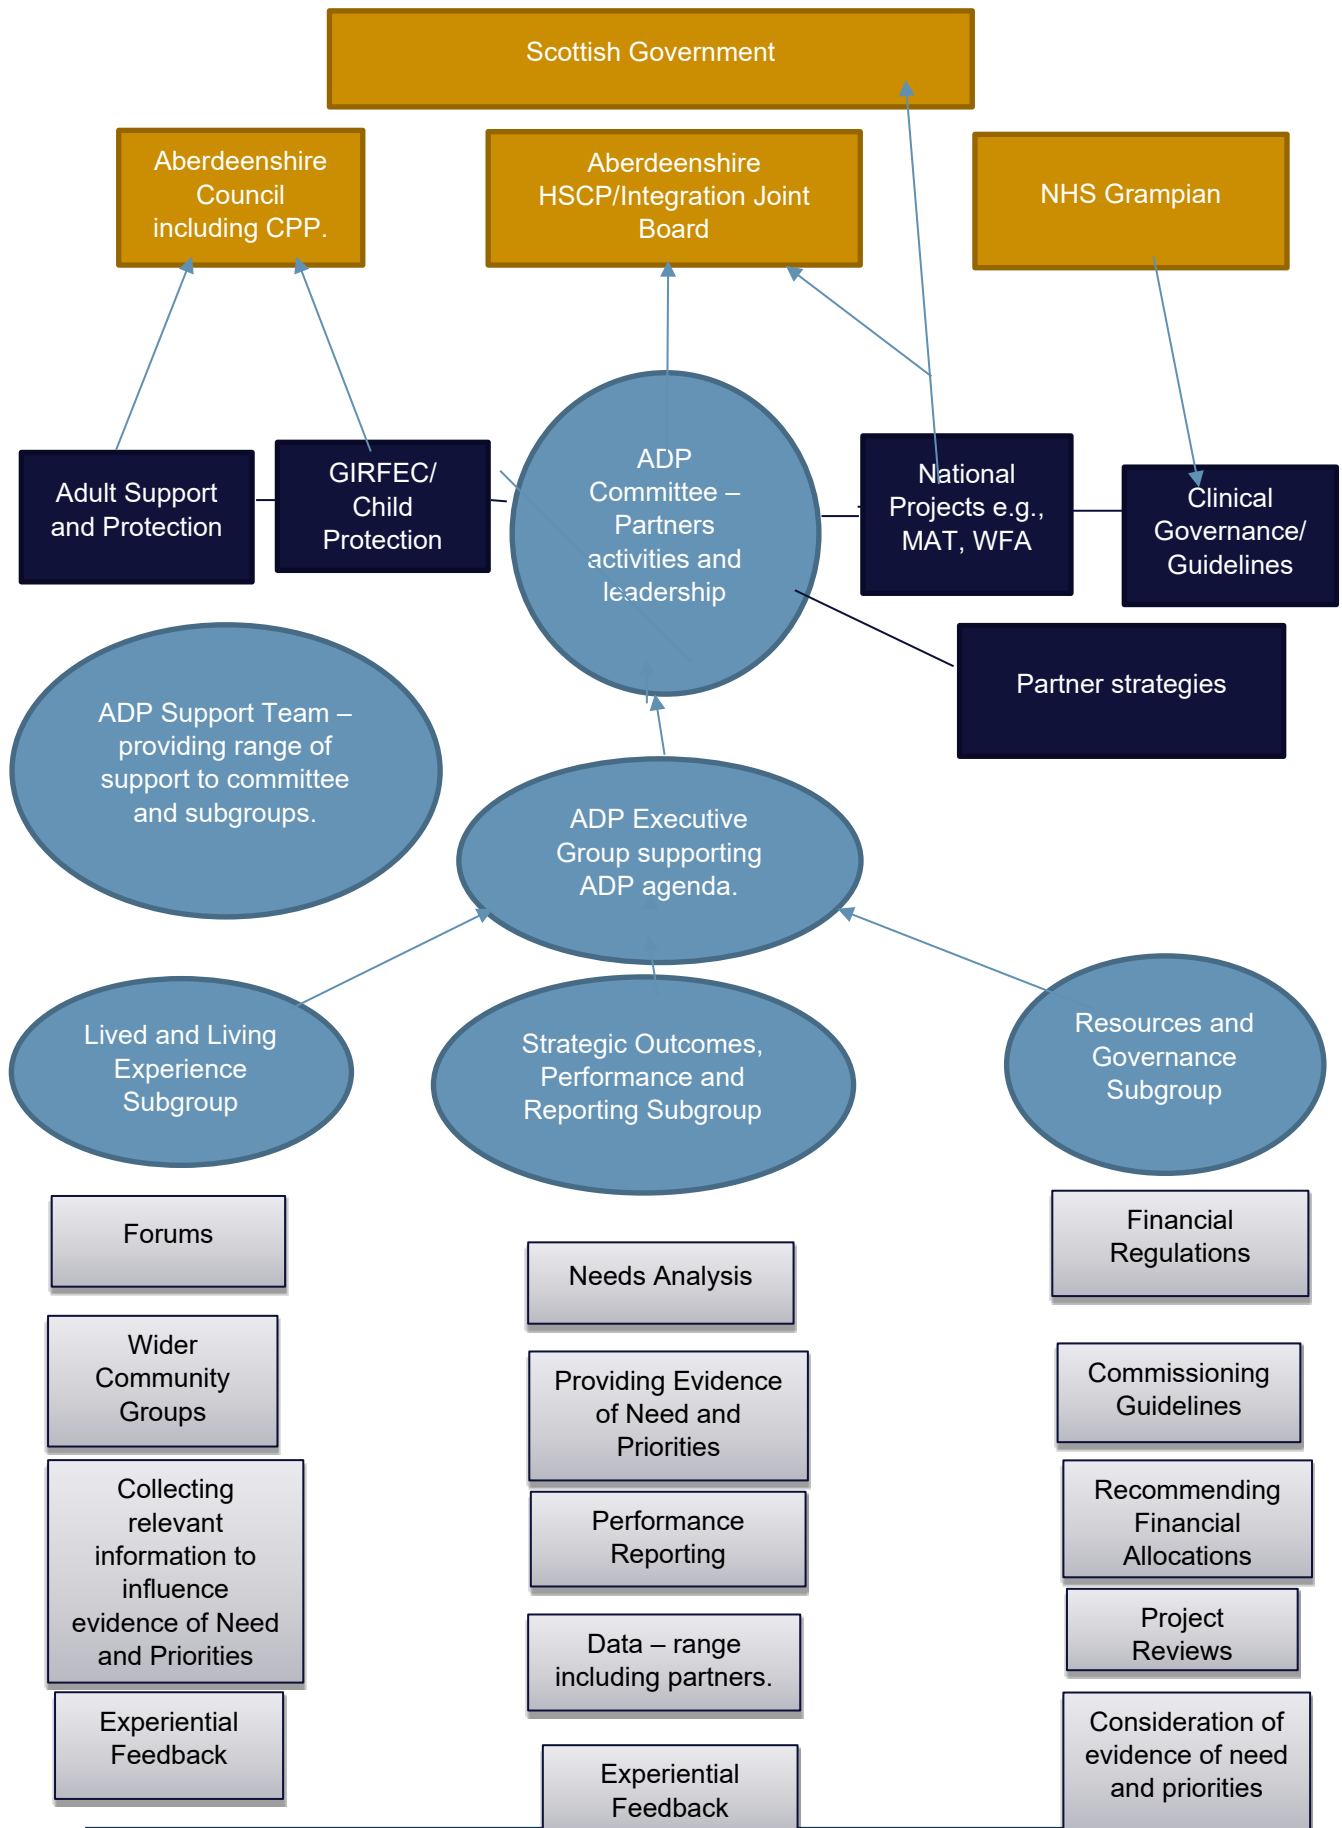 Scottish Government
Aberdeenshire
Council
including CPP.
Aberdeenshire
HSCP/Integration Joint
Board
NHS Grampian
Adult Support
and Protection
GIRFEC/
Child
Protection
ADP
Committee –
Partners
activities and
leadership
National
Projects e.g.,
MAT, WFA
Clinical
Governance/
Guidelines
Partner strategies
ADP Support Team –
providing range of
support to committee
and subgroups.
ADP Executive
Group supporting
ADP agenda.
Lived and Living
Experience
Subgroup
Strategic Outcomes,
Performance and
Reporting Subgroup
Resources and
Governance
Subgroup
Forums
Wider
Community
Groups
Collecting
relevant
information to
influence
evidence of Need
and Priorities
Experiential
Feedback
Needs Analysis
Providing Evidence
of Need and
Priorities
Performance
Reporting
Data – range
including partners.
Experiential
Feedback
Financial
Regulations
Commissioning
Guidelines
Recommending
Financial
Allocations
Project
Reviews
Consideration of
evidence of need
and priorities